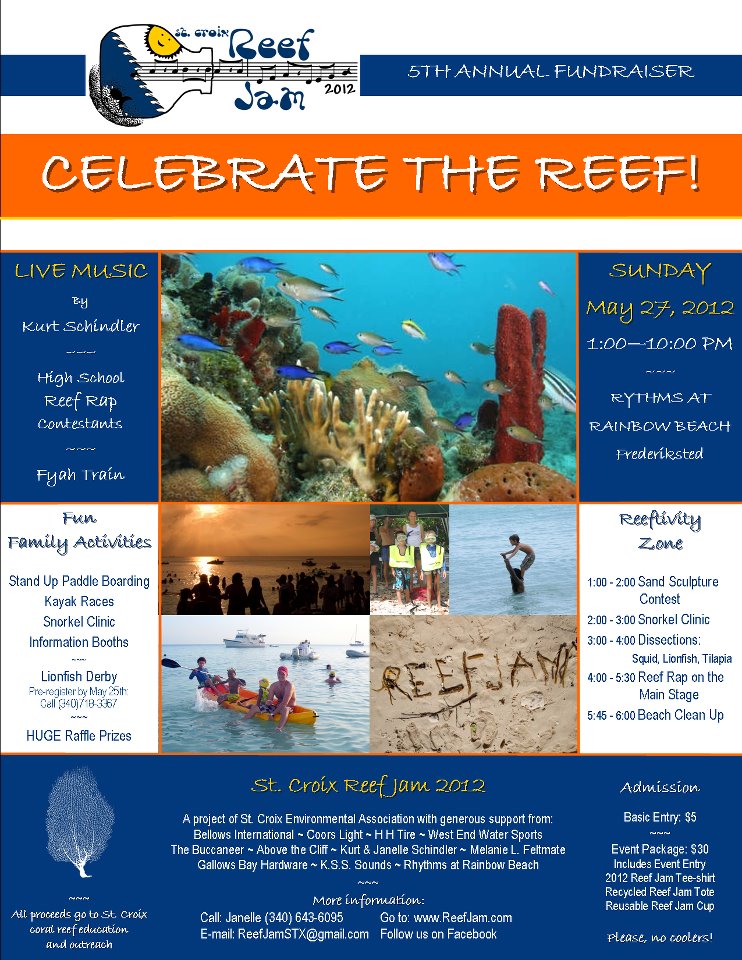 St. Croix Reef
Jam 2012
5TH ANNUAL FUNDRAISER
CELEBRATE THE REEF!
LIVE MUSIC
By
Kurt Schindler
~~~
High School
Reef Rap
Contestants
~~~
Fyah Train
SUNDAY
May 27, 2012
1:00—10:00 PM
~~~
RYTHMS AT
RAINBOW BEACH
Frederiksted
Fun
Family Activities
Stand Up Paddle Boarding
Kayak Races
Snorkel Clinic
Information Booths
~~~
Lionfish Derby
Pre-register by May 25th:
Call (340)719-3367
~~~
HUGE Raffle Prizes
REEF JAM
Reeftivity
Zone
1:00 - 2:00 Sand Sculpture
Contest
2:00 - 3:00 Snorkel Clinic
3:00 - 4:00 Dissections:
Squid, Lionfish, Tilapia
4:00 - 5:30 Reef Rap on the
Main Stage
5:45 - 6:00 Beach Clean Up
~~~
All proceeds go to St. Croix
coral reef education
and outreach
St. Croix Reef Jam 2012
A project of St. Croix Environmental Association with generous support from:
Bellows International ~ Coors Light ~ H H Tire ~ West End Water Sports
The Buccaneer ~ Above the Cliff ~ Kurt & Janelle Schindler ~ Melanie L. Feltmate
Gallows Bay Hardware ~ K.S.S. Sounds ~ Rhythms at Rainbow Beach
~~~
More information:
Call: Janelle (340) 643-6095 Go to: www.ReefJam.com
E-mail: ReefJamSTX@gmail.com Follow us on Facebook
Admission
Basic Entry: $5
~~~
Event Package: $30
Includes Event Entry
2012 Reef Jam Tee-shirt
Recycled Reef Jam Tote
Reusable Reef Jam Cup
Please, no coolers!